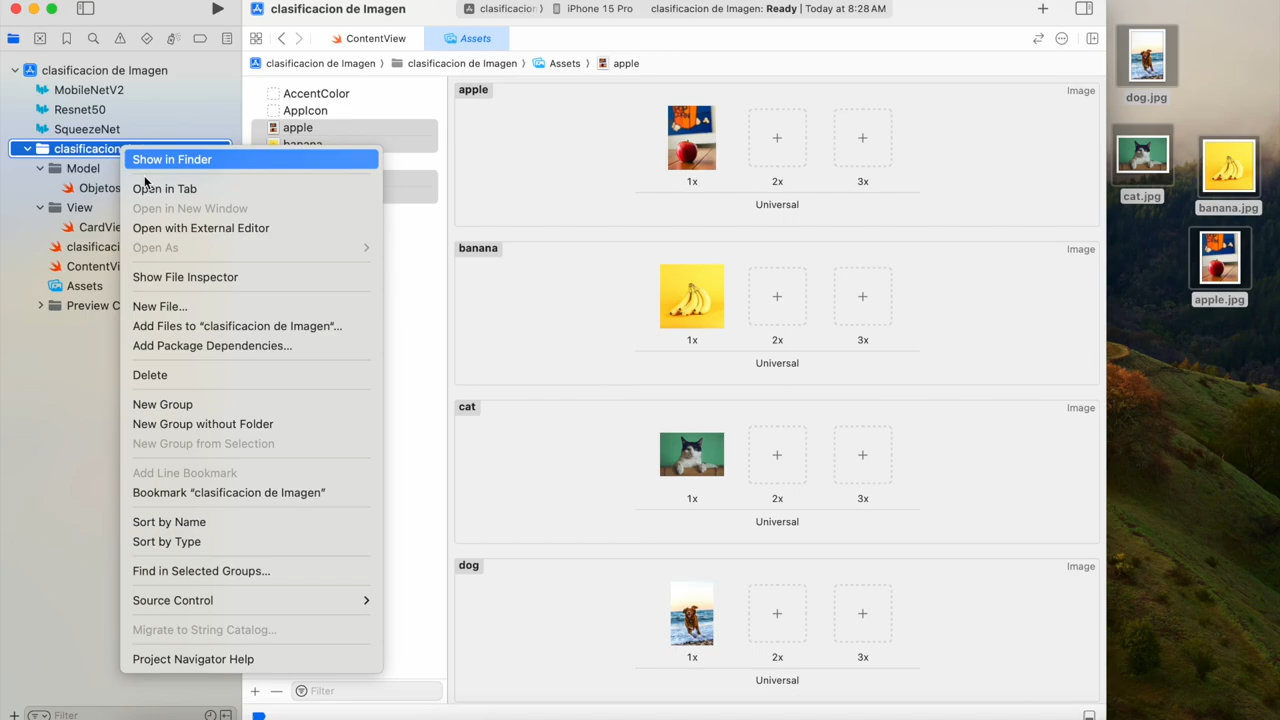 clasificacion de Imagen
clasificacion
iPhone 15 Pro
clasificacion de Imagen: Ready | Today at 8:28 AM
ContentView
Assets
clasificacion de Imagen
clasificacion de Imagen
Assets
apple
clasificacion de Imagen
MobileNetV2
Resnet50
SqueezeNet
clasificacion
Model
Objetos
View
CardVie
clasificaci
ContentVi
Assets
Preview C
Filter
Show in Finder
Open in Tab
Open in New Window
Open with External Editor
Open As
Show File Inspector
New File...
Add Files to “clasificacion de Imagen”...
Add Package Dependencies...
Delete
New Group
New Group without Folder
New Group from Selection
Add Line Bookmark
Bookmark “clasificacion de Imagen”
Sort by Name
Sort by Type
Find in Selected Groups...
Source Control
Migrate to String Catalog...
Project Navigator Help
AccentColor
AppIcon
apple
banana
Filter
apple
Image
1x
2x
3x
Universal
banana
Image
1x
2x
3x
Universal
cat
Image
1x
2x
3x
Universal
dog
Image
1x
2x
3x
Universal
dog.jpg
cat.jpg
banana.jpg
apple.jpg